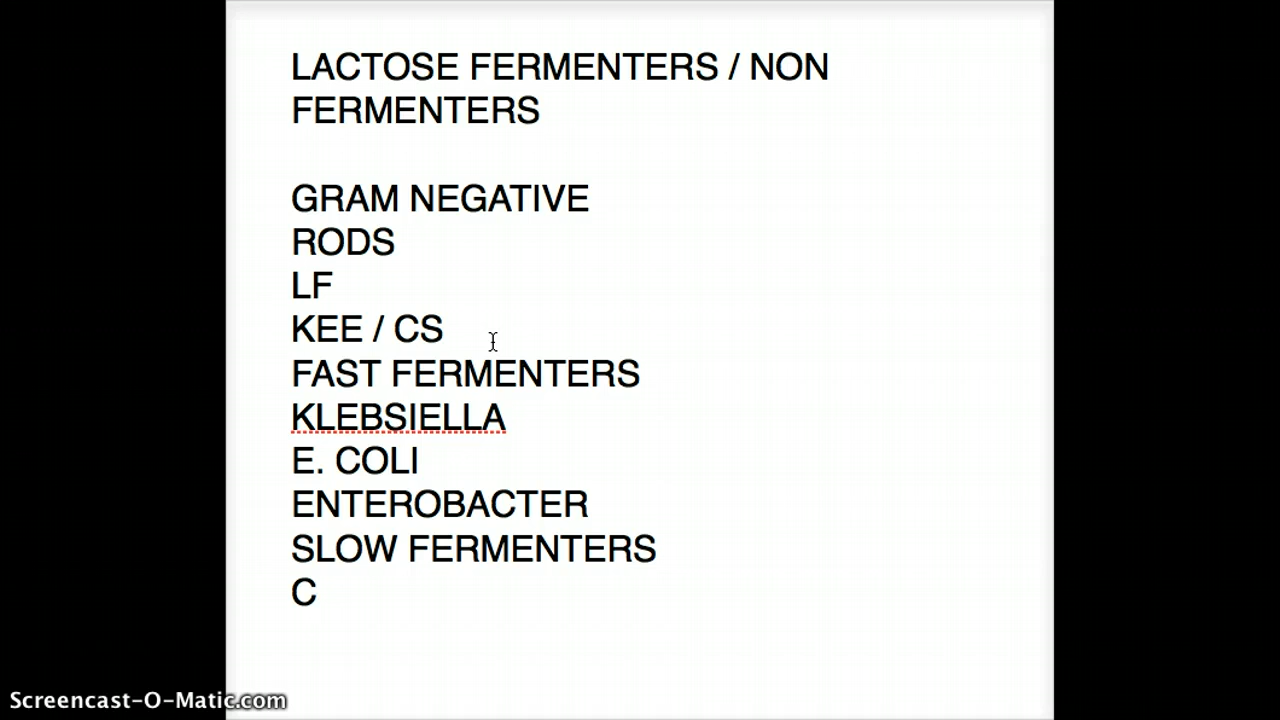 LACTOSE FERMENTERS / NON
FERMENTERS
GRAM NEGATIVE
RODS
LF
KEE / CS
FAST FERMENTERS
KLEBSIELLA
E. COLI
ENTEROBACTER
SLOW FERMENTERS
C
Screencast-O-Matic.com